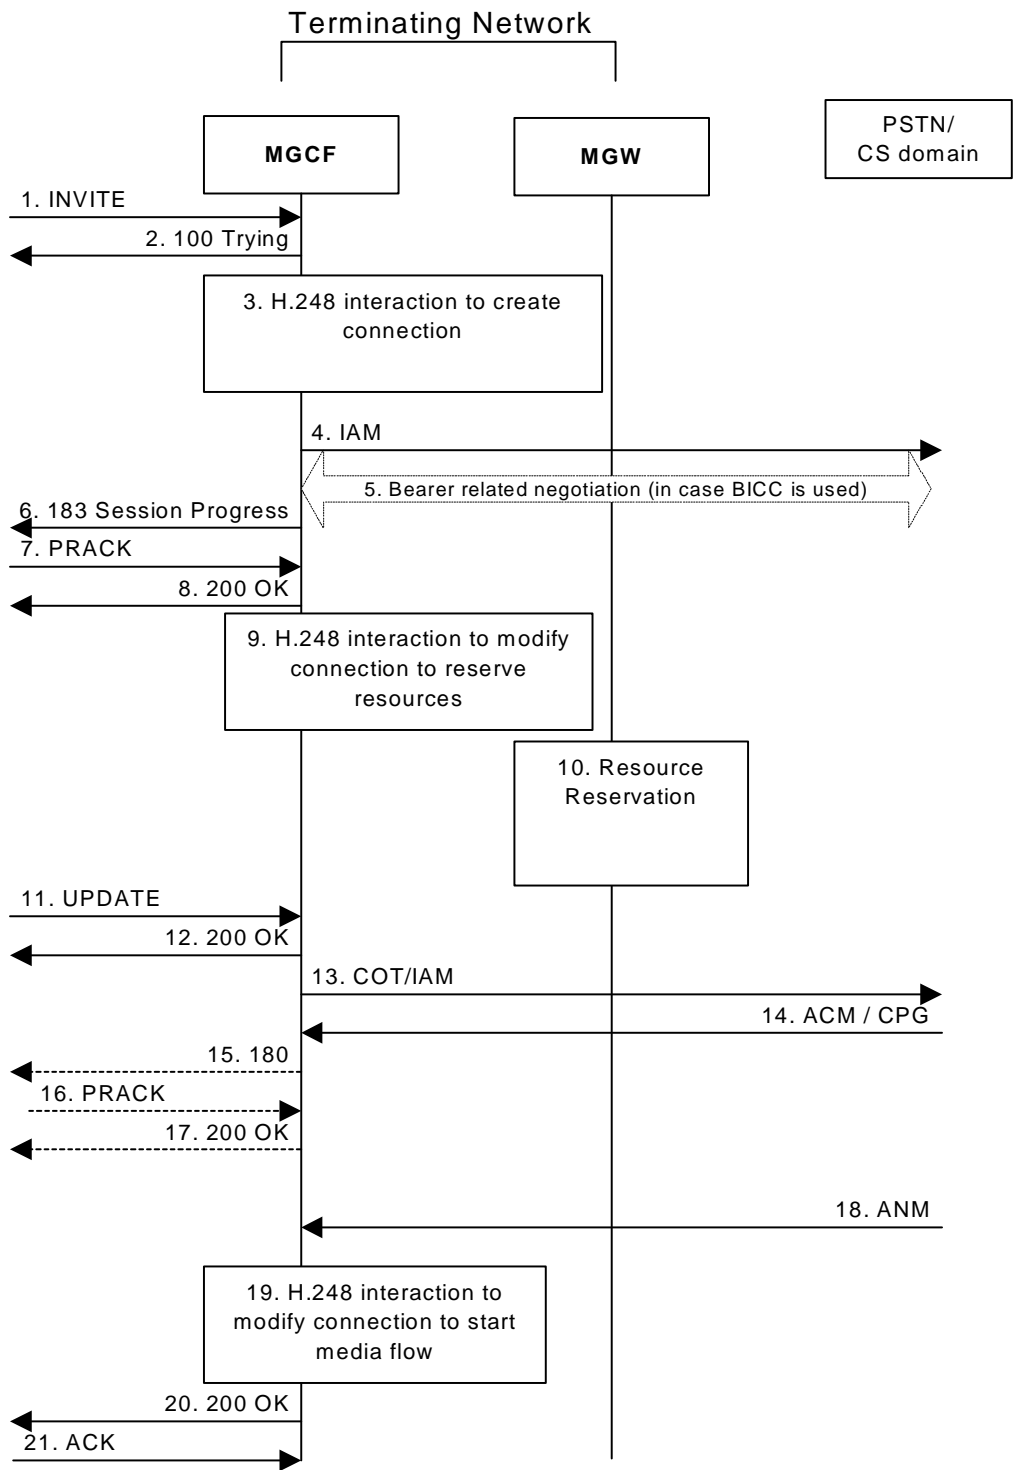 Terminating Network
MGCF
MGW
PSTN/
CS domain
1. INVITE
2. 100 Trying
3. H.248 interaction to create
connection
4. IAM
5. Bearer related negotiation (in case BICC is used)
6. 183 Session Progress
7. PRACK
8. 200 OK
9. H.248 interaction to modify
connection to reserve
resources
10. Resource
Reservation
11. UPDATE
12. 200 OK
13. COT/IAM
14. ACM / CPG
15. 180
16. PRACK
17. 200 OK
18. ANM
19. H.248 interaction to
modify connection to start
media flow
20. 200 OK
21. ACK